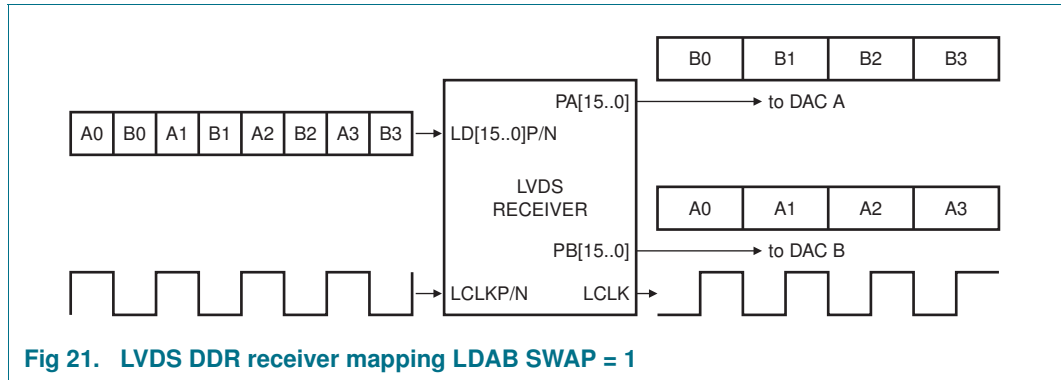 B0 B1 B2 B3
PA[15..0] to DAC A
A0 B0 A1 B1 A2 B2 A3 B3
LD[15..0]P/N
LVDS
RECEIVER
A0 A1 A2 A3
PB[15..0] to DAC B
LCLKP/N LCLK
Fig 21. LVDS DDR receiver mapping LDAB SWAP = 1